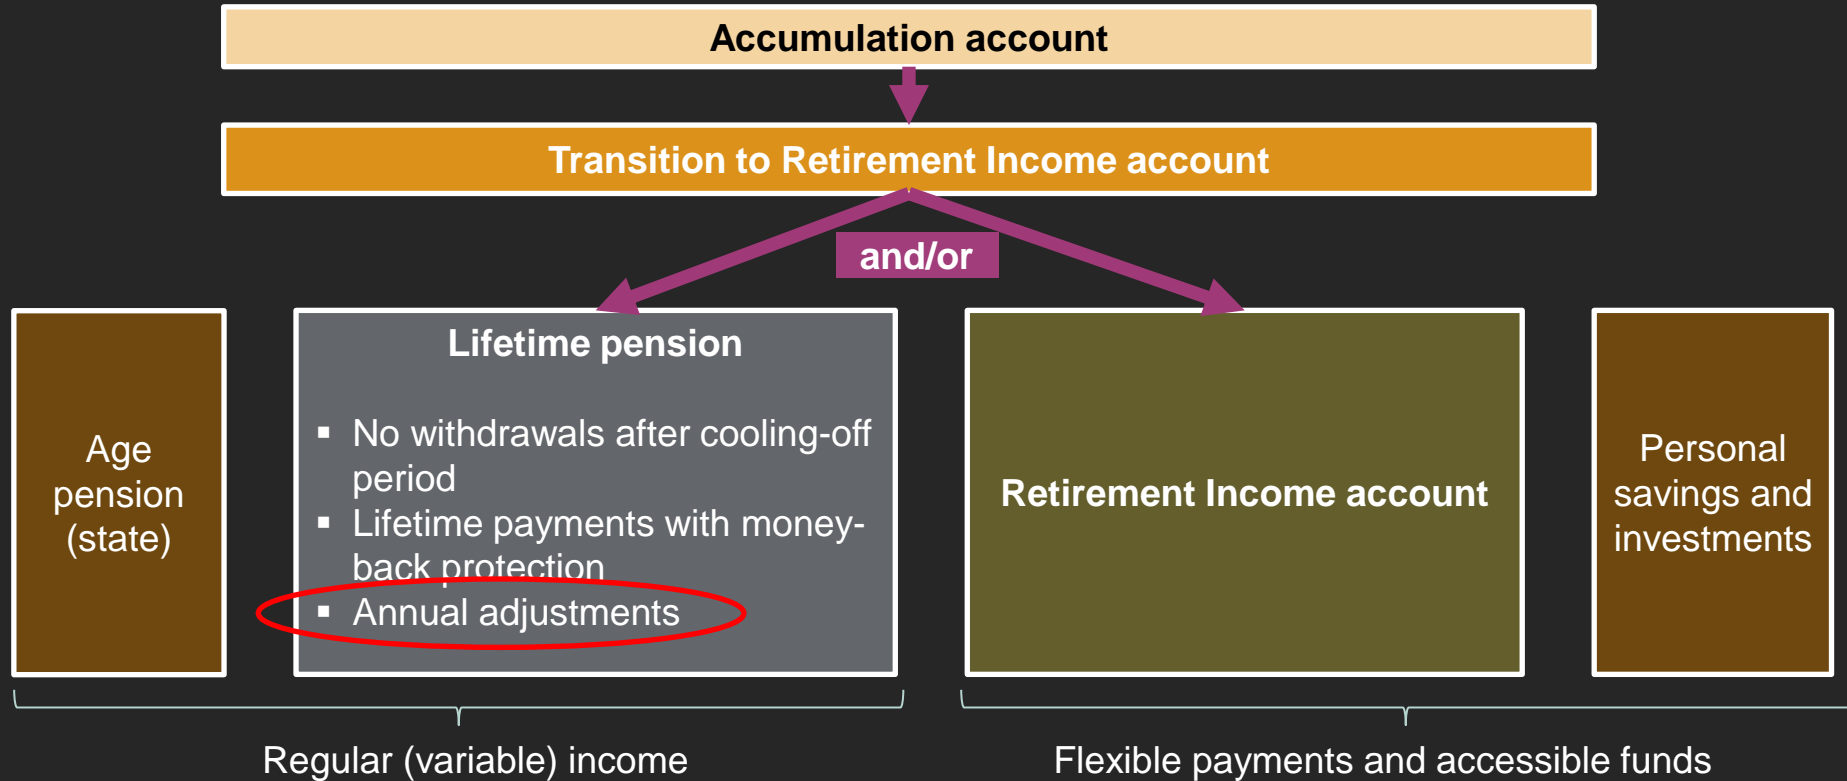 Accumulation account
Transition to Retirement Income account
and/or
Age
pension
(state)
Lifetime pension
▪ No withdrawals after cooling-off
period
▪ Lifetime payments with money-
back protection
▪ Annual adjustments
Retirement Income account
Personal
savings and
investments
Regular (variable) income
Flexible payments and accessible funds